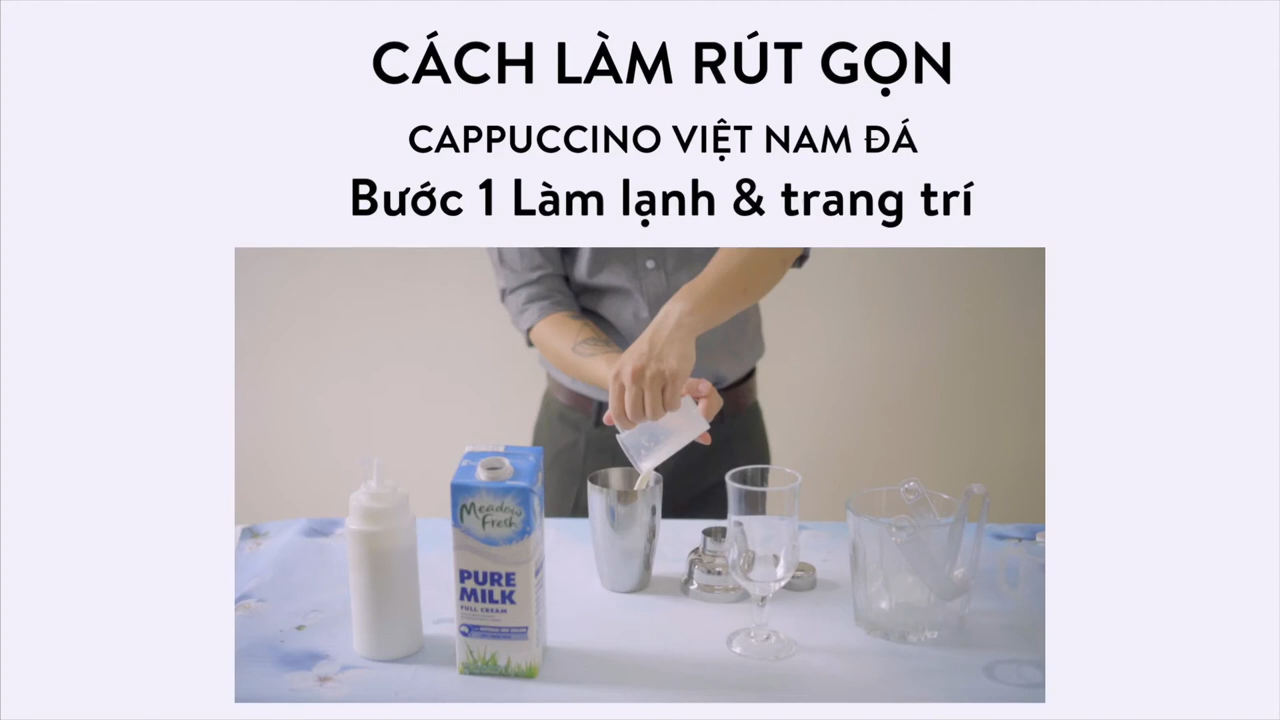 CÁCH LÀM RÚT GỌN
CAPPUCCINO VIỆT NAM ĐÁ
Bước 1 Làm lạnh & trang trí
Meadow
Fresh
PURE
MILK
FULL CREAM